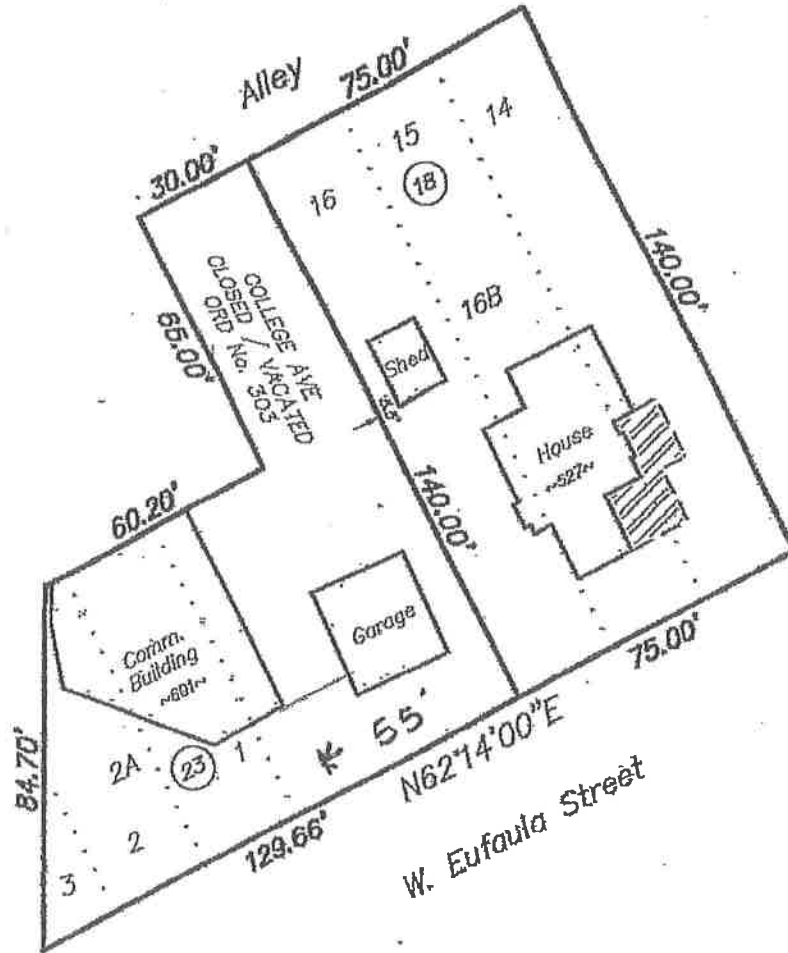 Alley
75.00'
30.00'
14
15
18
16
COLLEGE AVE
CLOSED / VACATED
ORD No. 303
65.00'
140.00'
16B
Shed
House
~527~
140.00'
60.20'
Garage
Comm.
Building
~601~
75.00'
55'
N62°14'00"E
1
23
2A
84.70'
2
129.66'
3
W. Eufaula Street